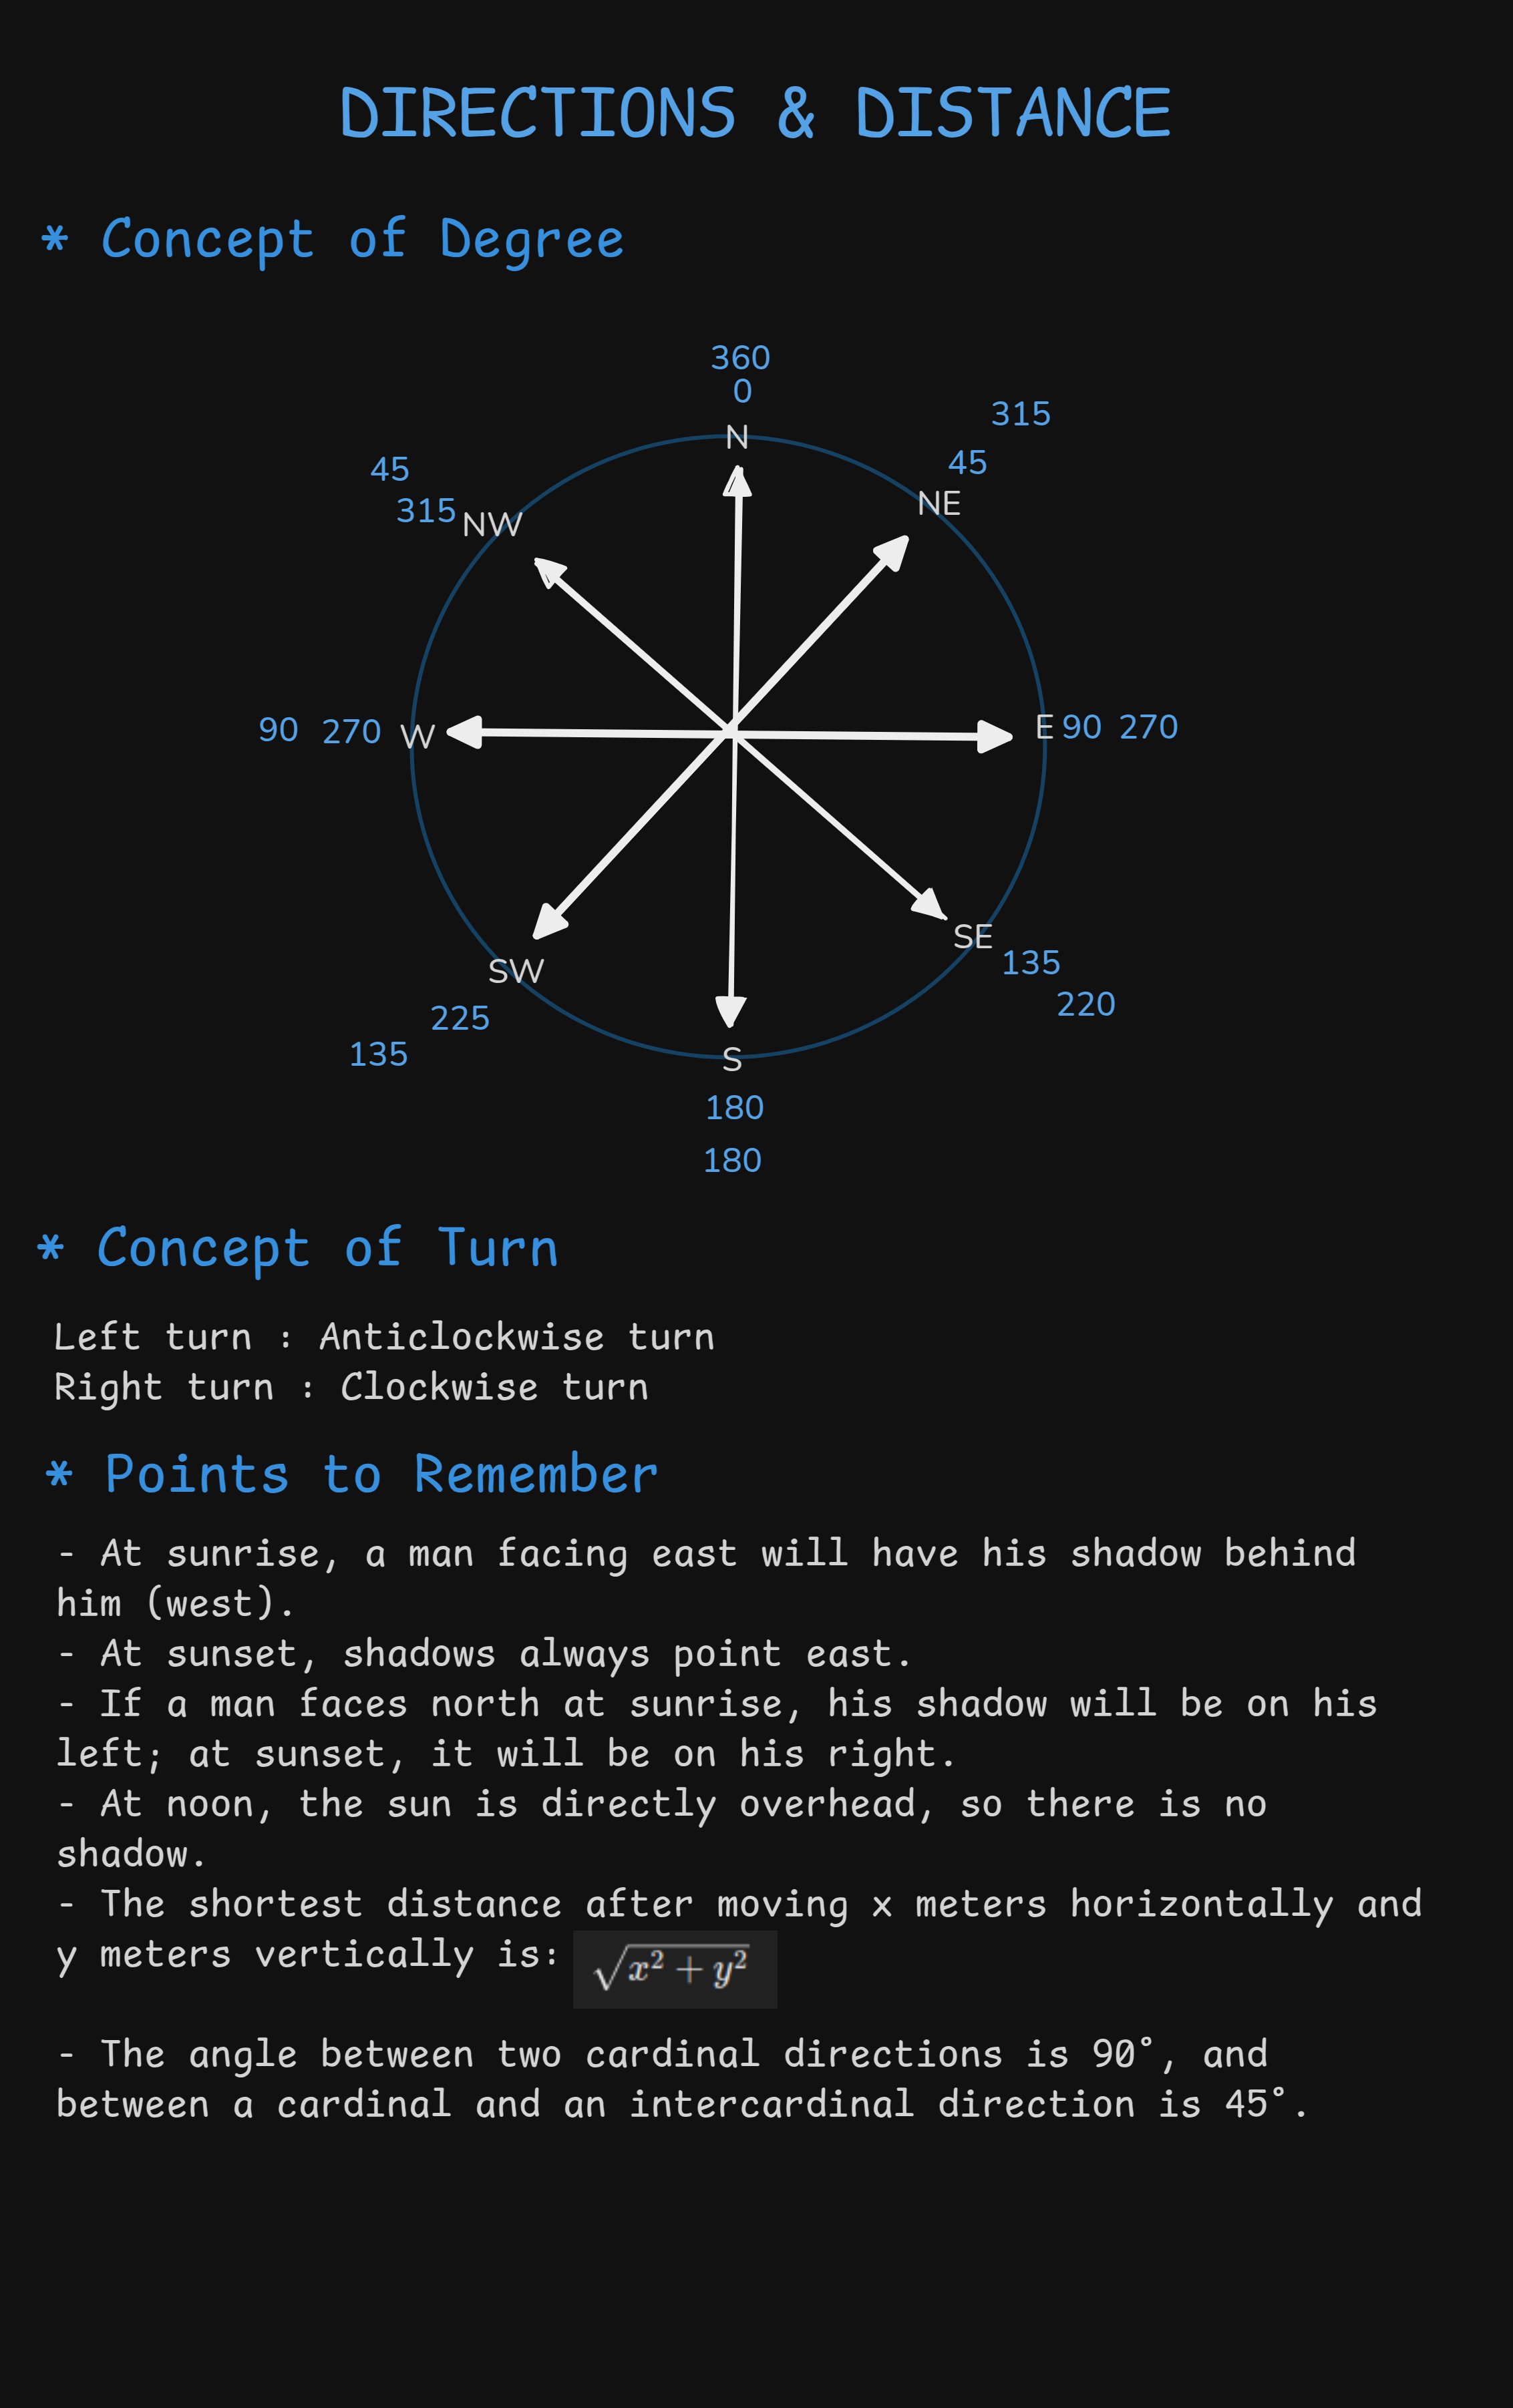 DIRECTIONS & DISTANCE
* Concept of Degree
360
0
N
315
45
NE
45
315 NW
90 270 W
E 90 270
SE
135
220
SW
225
135
S
180
180
* Concept of Turn
Left turn : Anticlockwise turn
Right turn : Clockwise turn
* Points to Remember
- At sunrise, a man facing east will have his shadow behind
him (west).
- At sunset, shadows always point east.
- If a man faces north at sunrise, his shadow will be on his
left; at sunset, it will be on his right.
- At noon, the sun is directly overhead, so there is no
shadow.
- The shortest distance after moving x meters horizontally and
y meters vertically is: √x² + y²
- The angle between two cardinal directions is 90°, and
between a cardinal and an intercardinal direction is 45°.